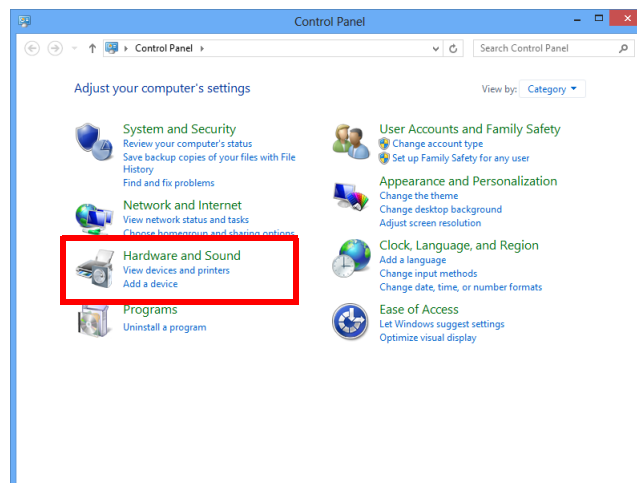 Control Panel
Control Panel
Search Control Panel
Adjust your computer's settings
View by: Category
System and Security
Review your computer's status
Save backup copies of your files with File
History
Find and fix problems
Network and Internet
View network status and tasks
Choose homegroup and sharing options
Hardware and Sound
View devices and printers
Add a device
Programs
Uninstall a program
User Accounts and Family Safety
Change account type
Set up Family Safety for any user
Appearance and Personalization
Change the theme
Change desktop background
Adjust screen resolution
Clock, Language, and Region
Add a language
Change input methods
Change date, time, or number formats
Ease of Access
Let Windows suggest settings
Optimize visual display